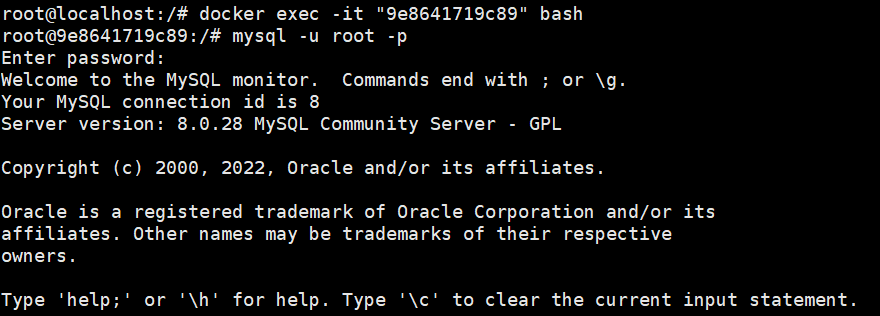 root@localhost:/# docker exec -it "9e8641719c89" bash
root@9e8641719c89:/# mysql -u root -p
Enter password:
Welcome to the MySQL monitor.  Commands end with ; or \g.
Your MySQL connection id is 8
Server version: 8.0.28 MySQL Community Server - GPL

Copyright (c) 2000, 2022, Oracle and/or its affiliates.

Oracle is a registered trademark of Oracle Corporation and/or its
affiliates. Other names may be trademarks of their respective
owners.

Type 'help;' or '\h' for help. Type '\c' to clear the current input statement.